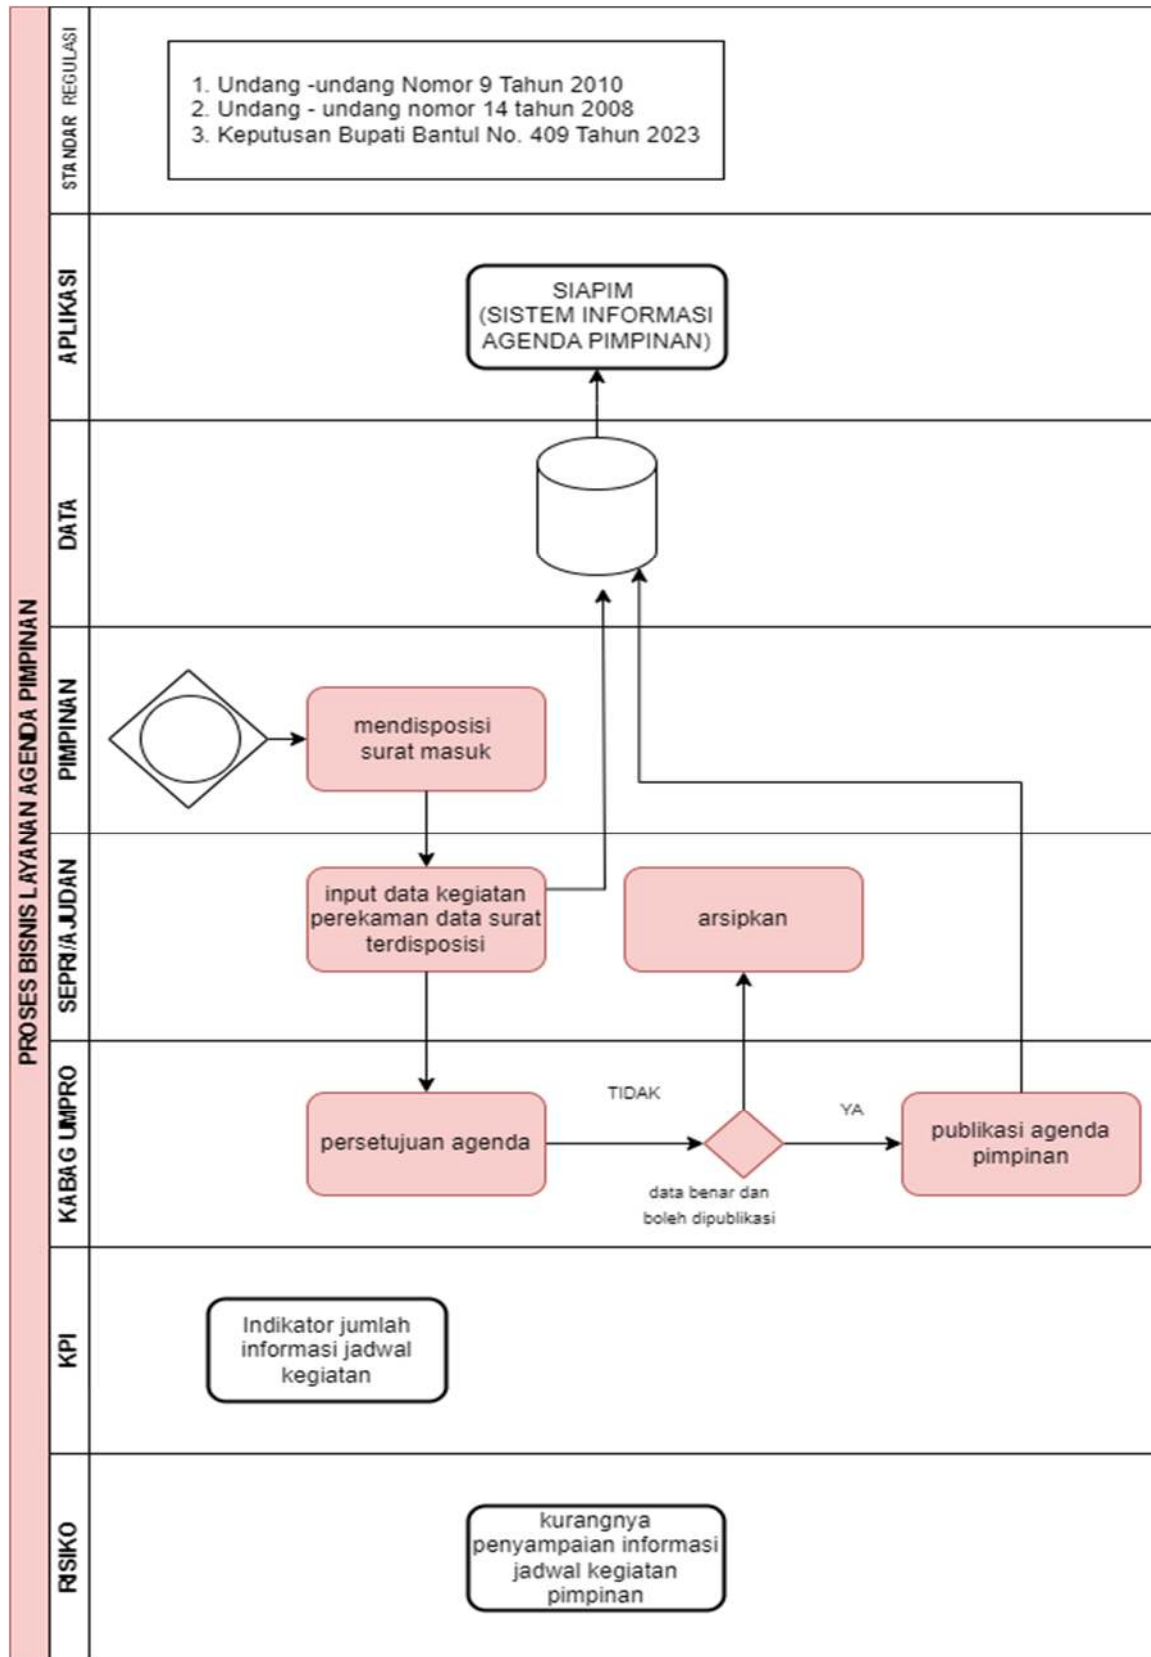 PROSES BISNIS LAYANAN AGENDA PIMPINAN
STANDAR REGULASI
1. Undang -undang Nomor 9 Tahun 2010
2. Undang - undang nomor 14 tahun 2008
3. Keputusan Bupati Bantul No. 409 Tahun 2023
APLIKASI
SIAPIM
(SISTEM INFORMASI
AGENDA PIMPINAN)
DATA
PIMPINAN
mendisposisi
surat masuk
SEPRI/AJUDAN
input data kegiatan
perekaman data surat
terdisposisi
arsipkan
KABAG UMPRO
persetujuan agenda
TIDAK
data benar dan
boleh dipublikasi
YA
publikasi agenda
pimpinan
KPI
Indikator jumlah
informasi jadwal
kegiatan
RISIKO
kurangnya
penyampaian informasi
jadwal kegiatan
pimpinan